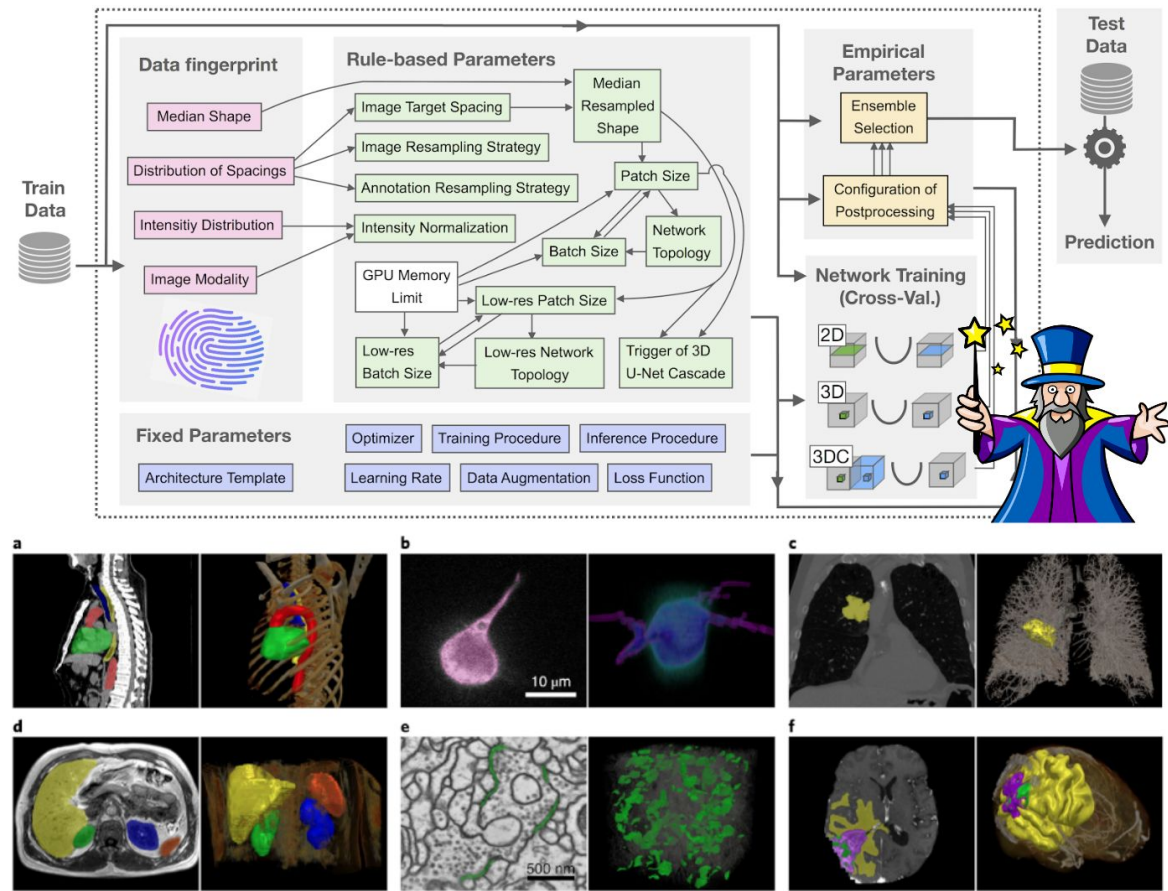 Data fingerprint
Median Shape
Distribution of Spacings
Intensitiy Distribution
Image Modality
Train
Data
Rule-based Parameters
Image Target Spacing
Image Resampling Strategy
Annotation Resampling Strategy
Intensity Normalization
Median
Resampled
Shape
Patch Size
Batch Size
Network
Topology
GPU Memory
Limit
Low-res Patch Size
Low-res
Batch Size
Low-res Network
Topology
Trigger of 3D
U-Net Cascade
Fixed Parameters
Architecture Template
Optimizer
Training Procedure
Inference Procedure
Learning Rate
Data Augmentation
Loss Function
Empirical
Parameters
Ensemble
Selection
Configuration of
Postprocessing
Network Training
(Cross-Val.)
2D
3D
3DC
Test
Data
Prediction
a
b
10 μm
c
d
e
500 nm
f